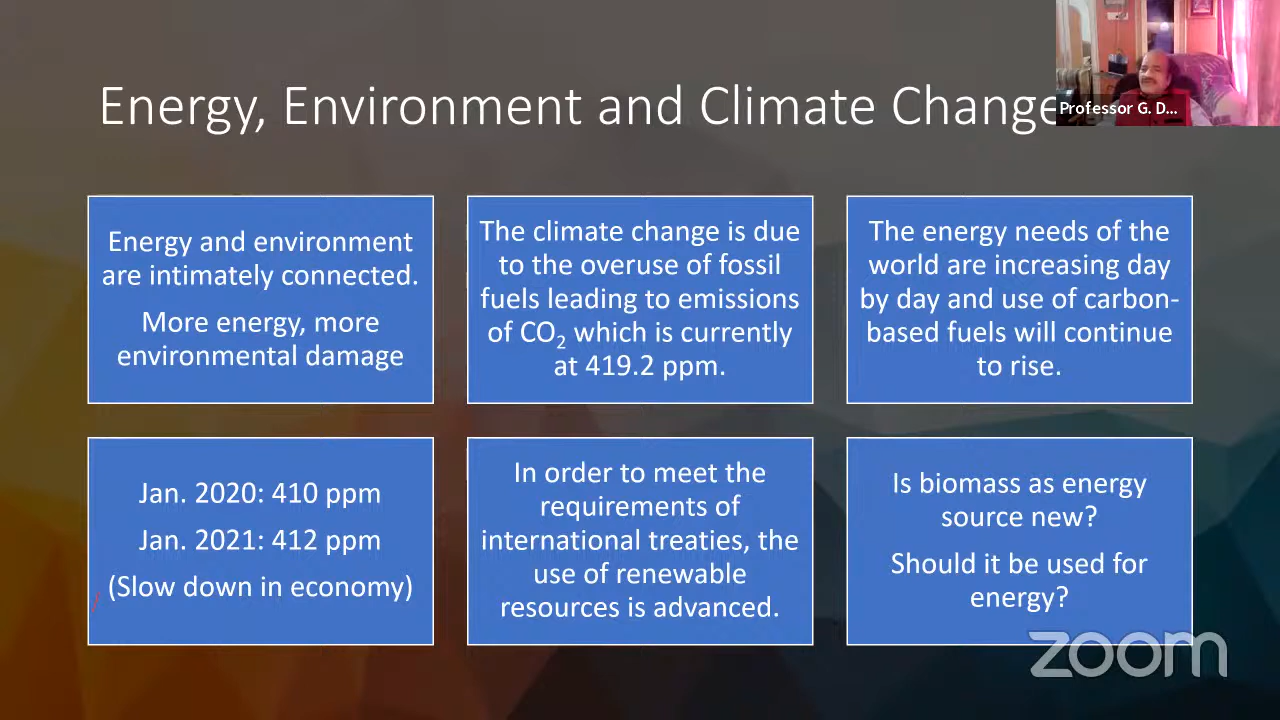 Energy, Environment and Climate Change
Professor G. D...
Energy and environment
are intimately connected.
More energy, more
environmental damage
The climate change is due
to the overuse of fossil
fuels leading to emissions
of CO₂ which is currently
at 419.2 ppm.
The energy needs of the
world are increasing day
by day and use of carbon-
based fuels will continue
to rise.
Jan. 2020: 410 ppm
Jan. 2021: 412 ppm
(Slow down in economy)
In order to meet the
requirements of
international treaties, the
use of renewable
resources is advanced.
Is biomass as energy
source new?
Should it be used for
energy?
zoom